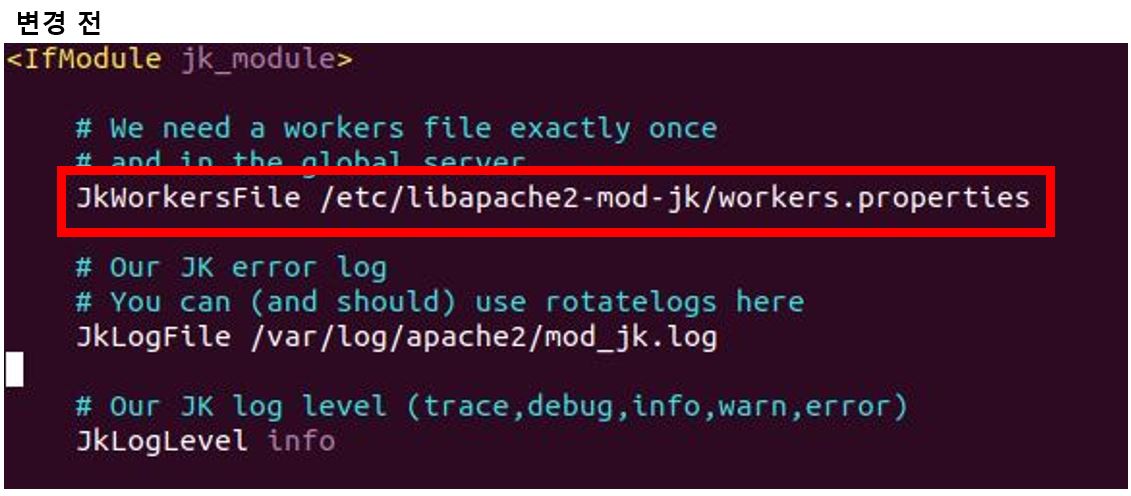 변경 전
<IfModule jk_module>
# We need a workers file exactly once
# and in the global server
JkWorkersFile /etc/libapache2-mod-jk/workers.properties
# Our JK error log
# You can (and should) use rotatelogs here
JkLogFile /var/log/apache2/mod_jk.log
# Our JK log level (trace,debug,info,warn,error)
JkLogLevel info